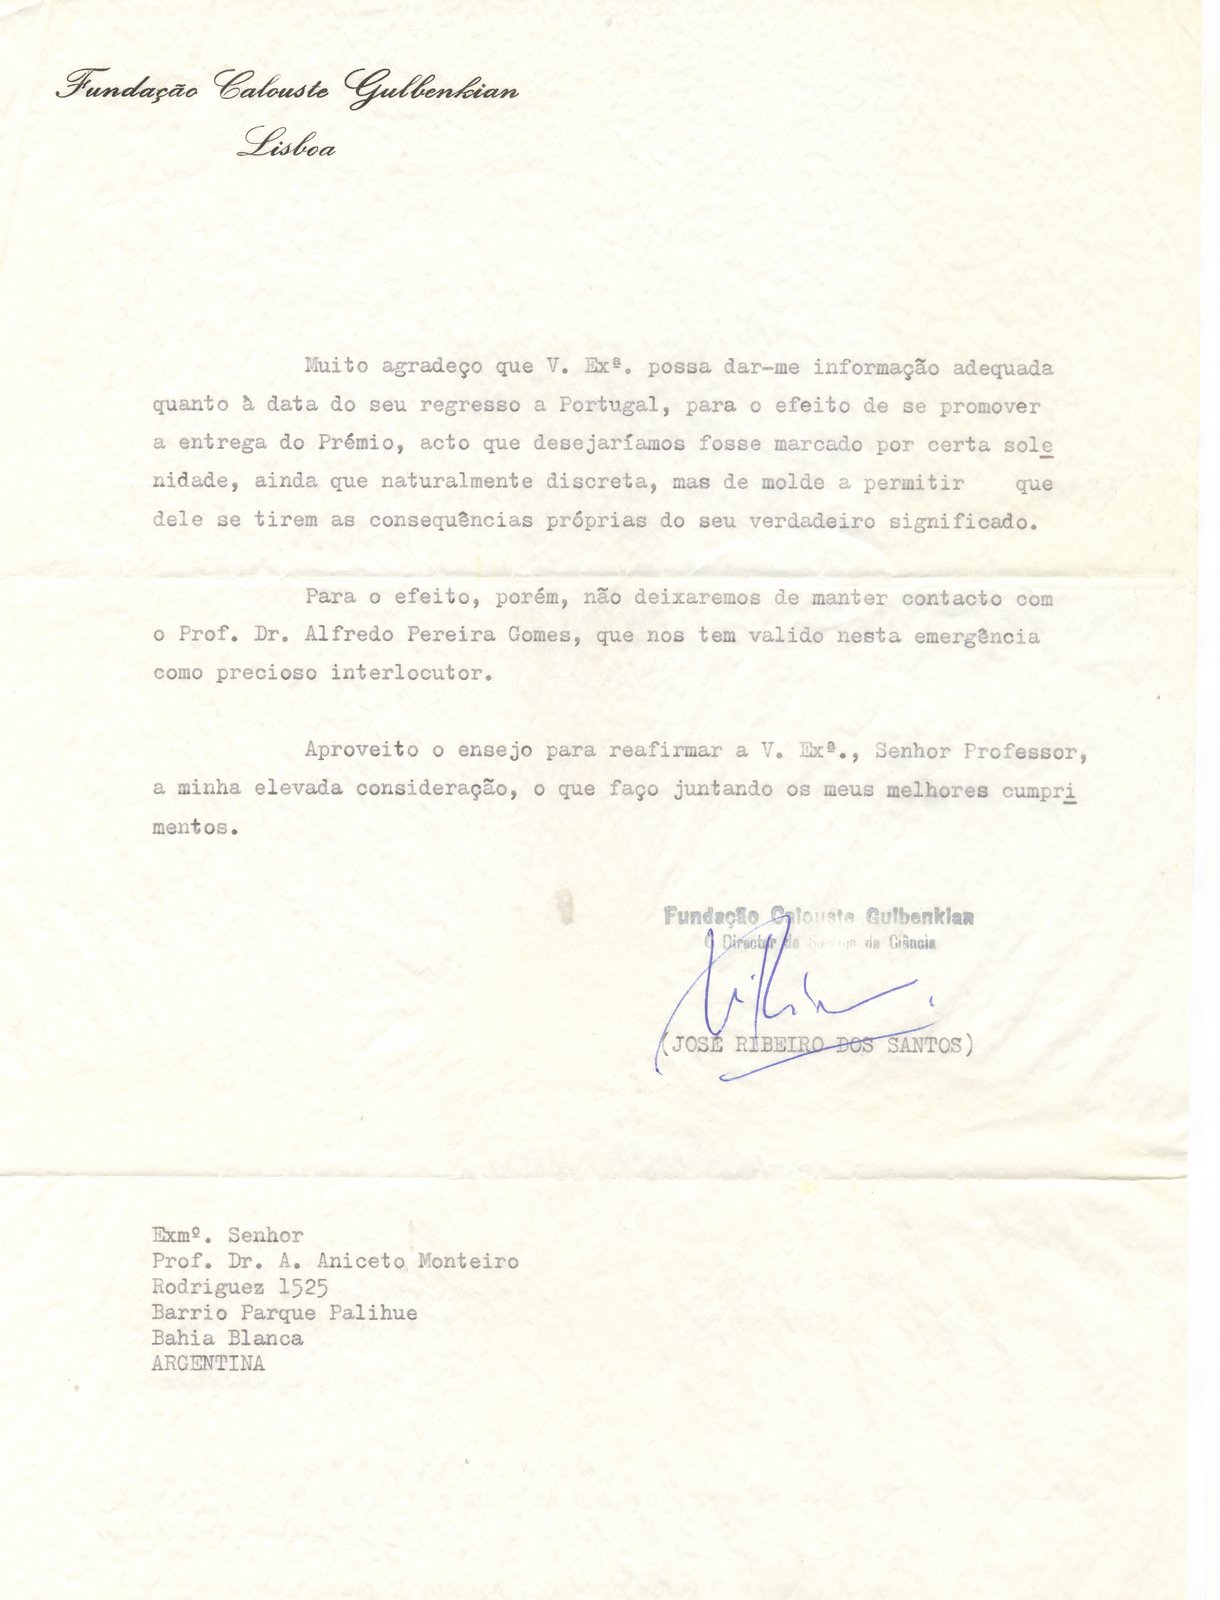 Fundação Calouste Gulbenkian
Lisboa
Muito agradeço que V. Exª. possa dar-me informação adequada
quanto à data do seu regresso a Portugal, para o efeito de se promover
a entrega do Prémio, acto que desejaríamos fosse marcado por certa sole
nidade, ainda que naturalmente discreta, mas de molde a permitir que
dele se tirem as consequências próprias do seu verdadeiro significado.
Para o efeito, porém, não deixaremos de manter contacto com
o Prof. Dr. Alfredo Pereira Gomes, que nos tem valido nesta emergência
como precioso interlocutor.
Aproveito o ensejo para reafirmar a V. Exª., Senhor Professor,
a minha elevada consideração, o que faço juntando os meus melhores cumpri
mentos.
Fundação Calouste Gulbenkian
O Director do da Ciência
(JOSÉ RIBEIRO DOS SANTOS)
Exmº. Senhor
Prof. Dr. A. Aniceto Monteiro
Rodriguez 1525
Barrio Parque Palihue
Bahia Blanca
ARGENTINA